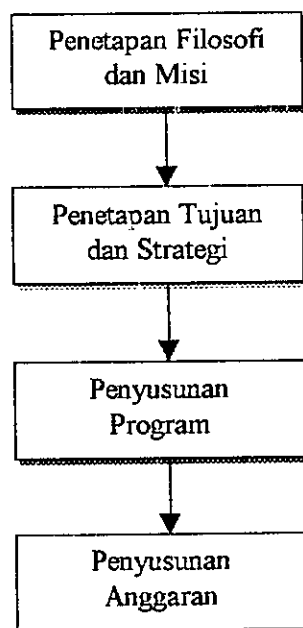 Penetapan Filosofi
dan Misi
Penetapan Tujuan
dan Strategi
Penyusunan
Program
Penyusunan
Anggaran